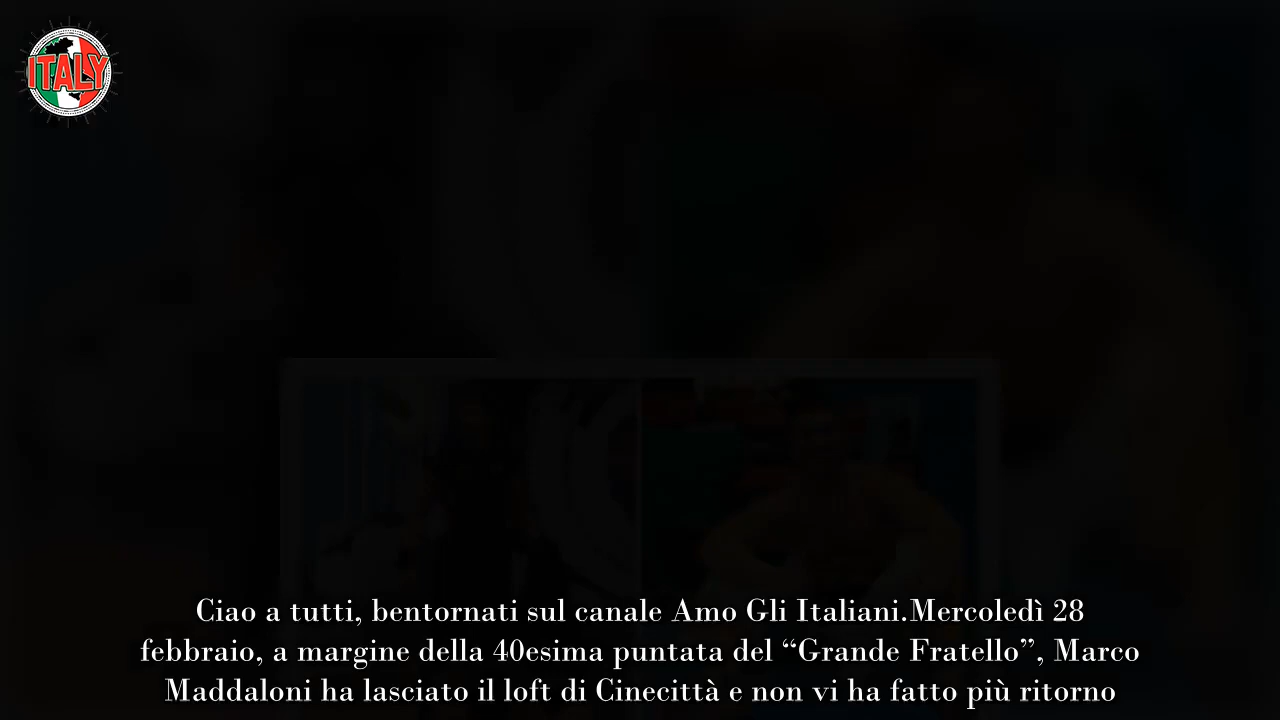 ITALY
Ciao a tutti, bentornati sul canale Amo Gli Italiani.Mercoledì 28
febbraio, a margine della 40esima puntata del “Grande Fratello”, Marco
Maddaloni ha lasciato il loft di Cinecittà e non vi ha fatto più ritorno